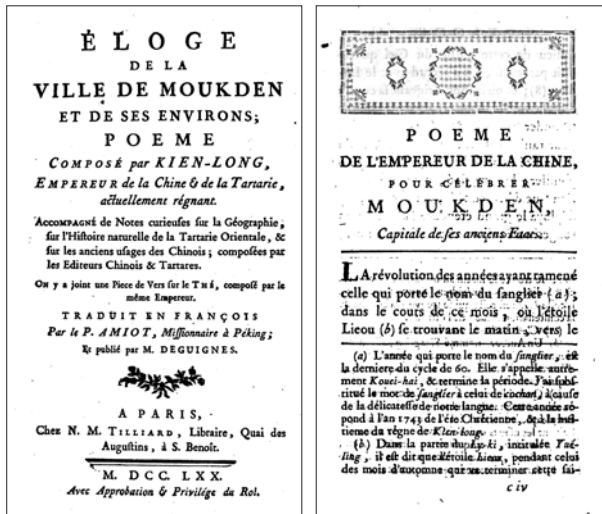 ÉLOGE
DE LA
VILLE DE MOUKDEN
ET DE SES ENVIRONS;
POEME
COMPOSÉ par KIEN-LONG,
EMPEREUR de la Chine & de la Tartarie,
actuellement régnant.
ACCOMPAGNÉ de Notes curieuses sur la Géographie,
sur l'Histoire naturelle de la Tartarie Orientale, &
sur les anciens usages des Chinois; composées par
les Editeurs Chinois & Tartares.
ON y a joint une Piece de Vers sur le THÉ, composé par le
même Empereur.
TRADUIT EN FRANÇOIS
Par le P. AMIOT, Missionnaire à Péking;
Et publié par M. DEGUIGNES.
A PARIS,
Chez N. M. TILLIARD, Libraire, Quai des
Augustins, à S. Benoît.
M. DCC. LXX.
Avec Approbation & Privilége du Roi.
POEME
DE L'EMPEREUR DE LA CHINE,
POUR CÉLÉBRER
MOUKDEN,
Capitale de ses anciens Etats.
LA révolution des années ayant ramené
celle qui porte le nom du sanglier (a);
dans le cours de ce mois, où l'étoile
Lieou (b) se trouvant le matin, vers le
(a) L'année qui porte le nom du sanglier, est
la derniere du cycle de 60. Elle s'appelle autre-
ment Kouei-hai, & termine la période. J'ai subs-
titué le mot de sanglier à celui de cochon, à cause
de la délicatesse de notre langue. Cette année ré-
pond à l'an 1743 de l'ére Chrétienne, & à la hui-
tieme du règne de Kien-long.
(b) Dans la partie du Ly-ki, intitulée Yué-
ling, il est dit que l'étoile Lieou, pendant celui
des mois d'automne qui va terminer cette sai-
c iv